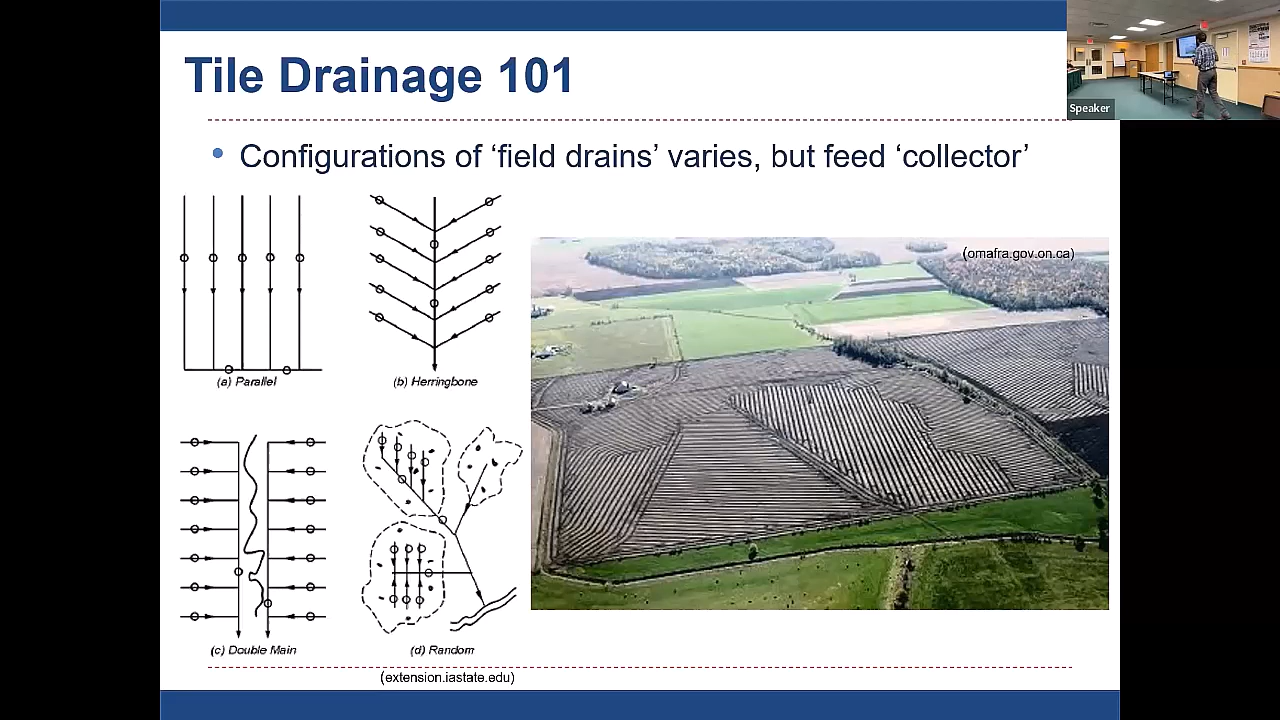 Tile Drainage 101
Speaker
• Configurations of ‘field drains’ varies, but feed ‘collector’
(omafra.gov.on.ca)
(a) Parallel
(b) Herringbone
(c) Double Main
(d) Random
(extension.iastate.edu)